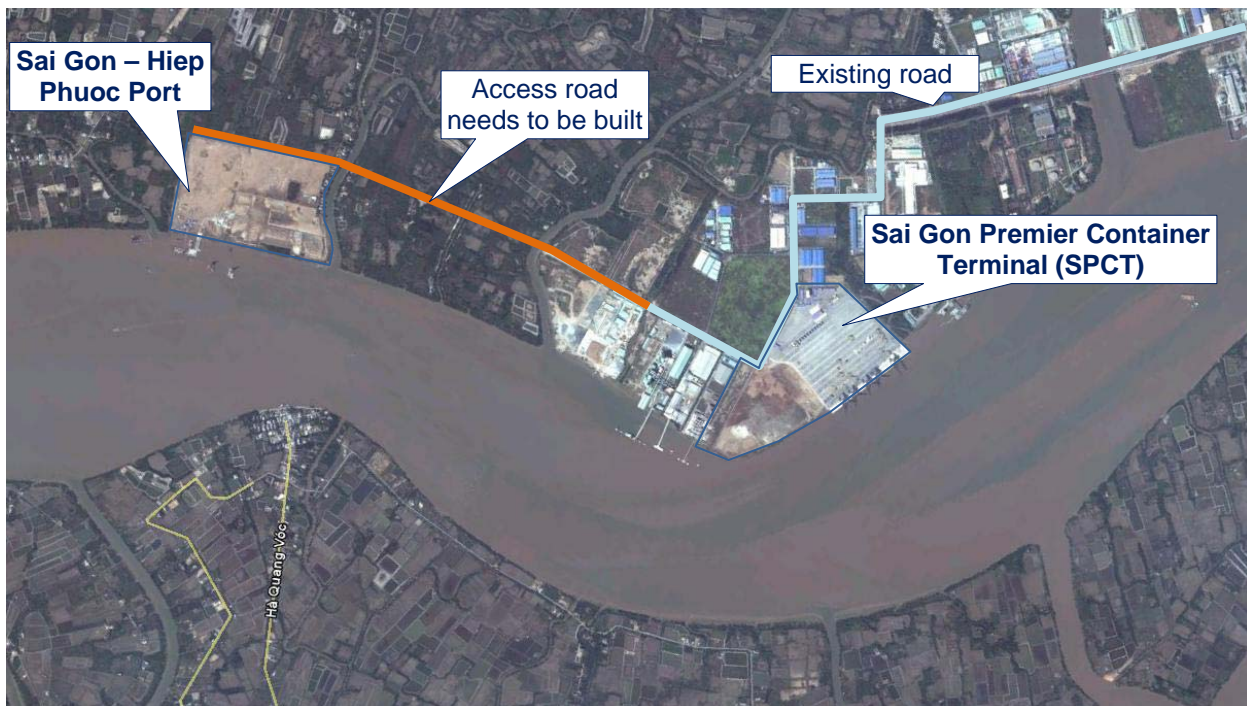 Sai Gon – Hiep
Phuoc Port
Access road
needs to be built
Existing road
Sai Gon Premier Container
Terminal (SPCT)
Hà Quang Vóc